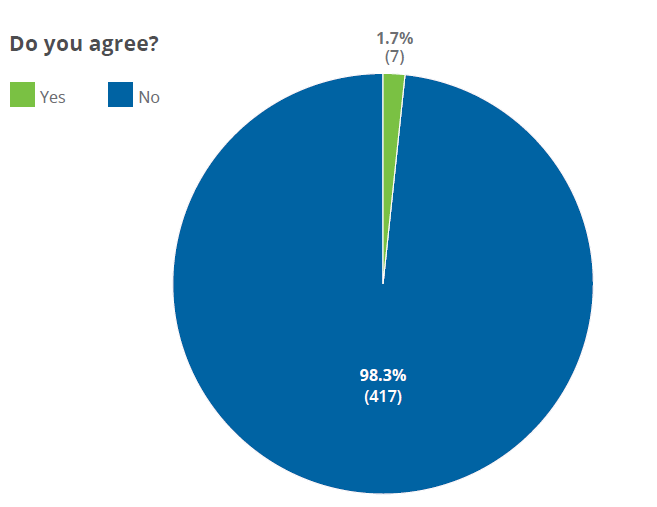 Do you agree?
Yes No
1.7%
(7)
98.3%
(417)